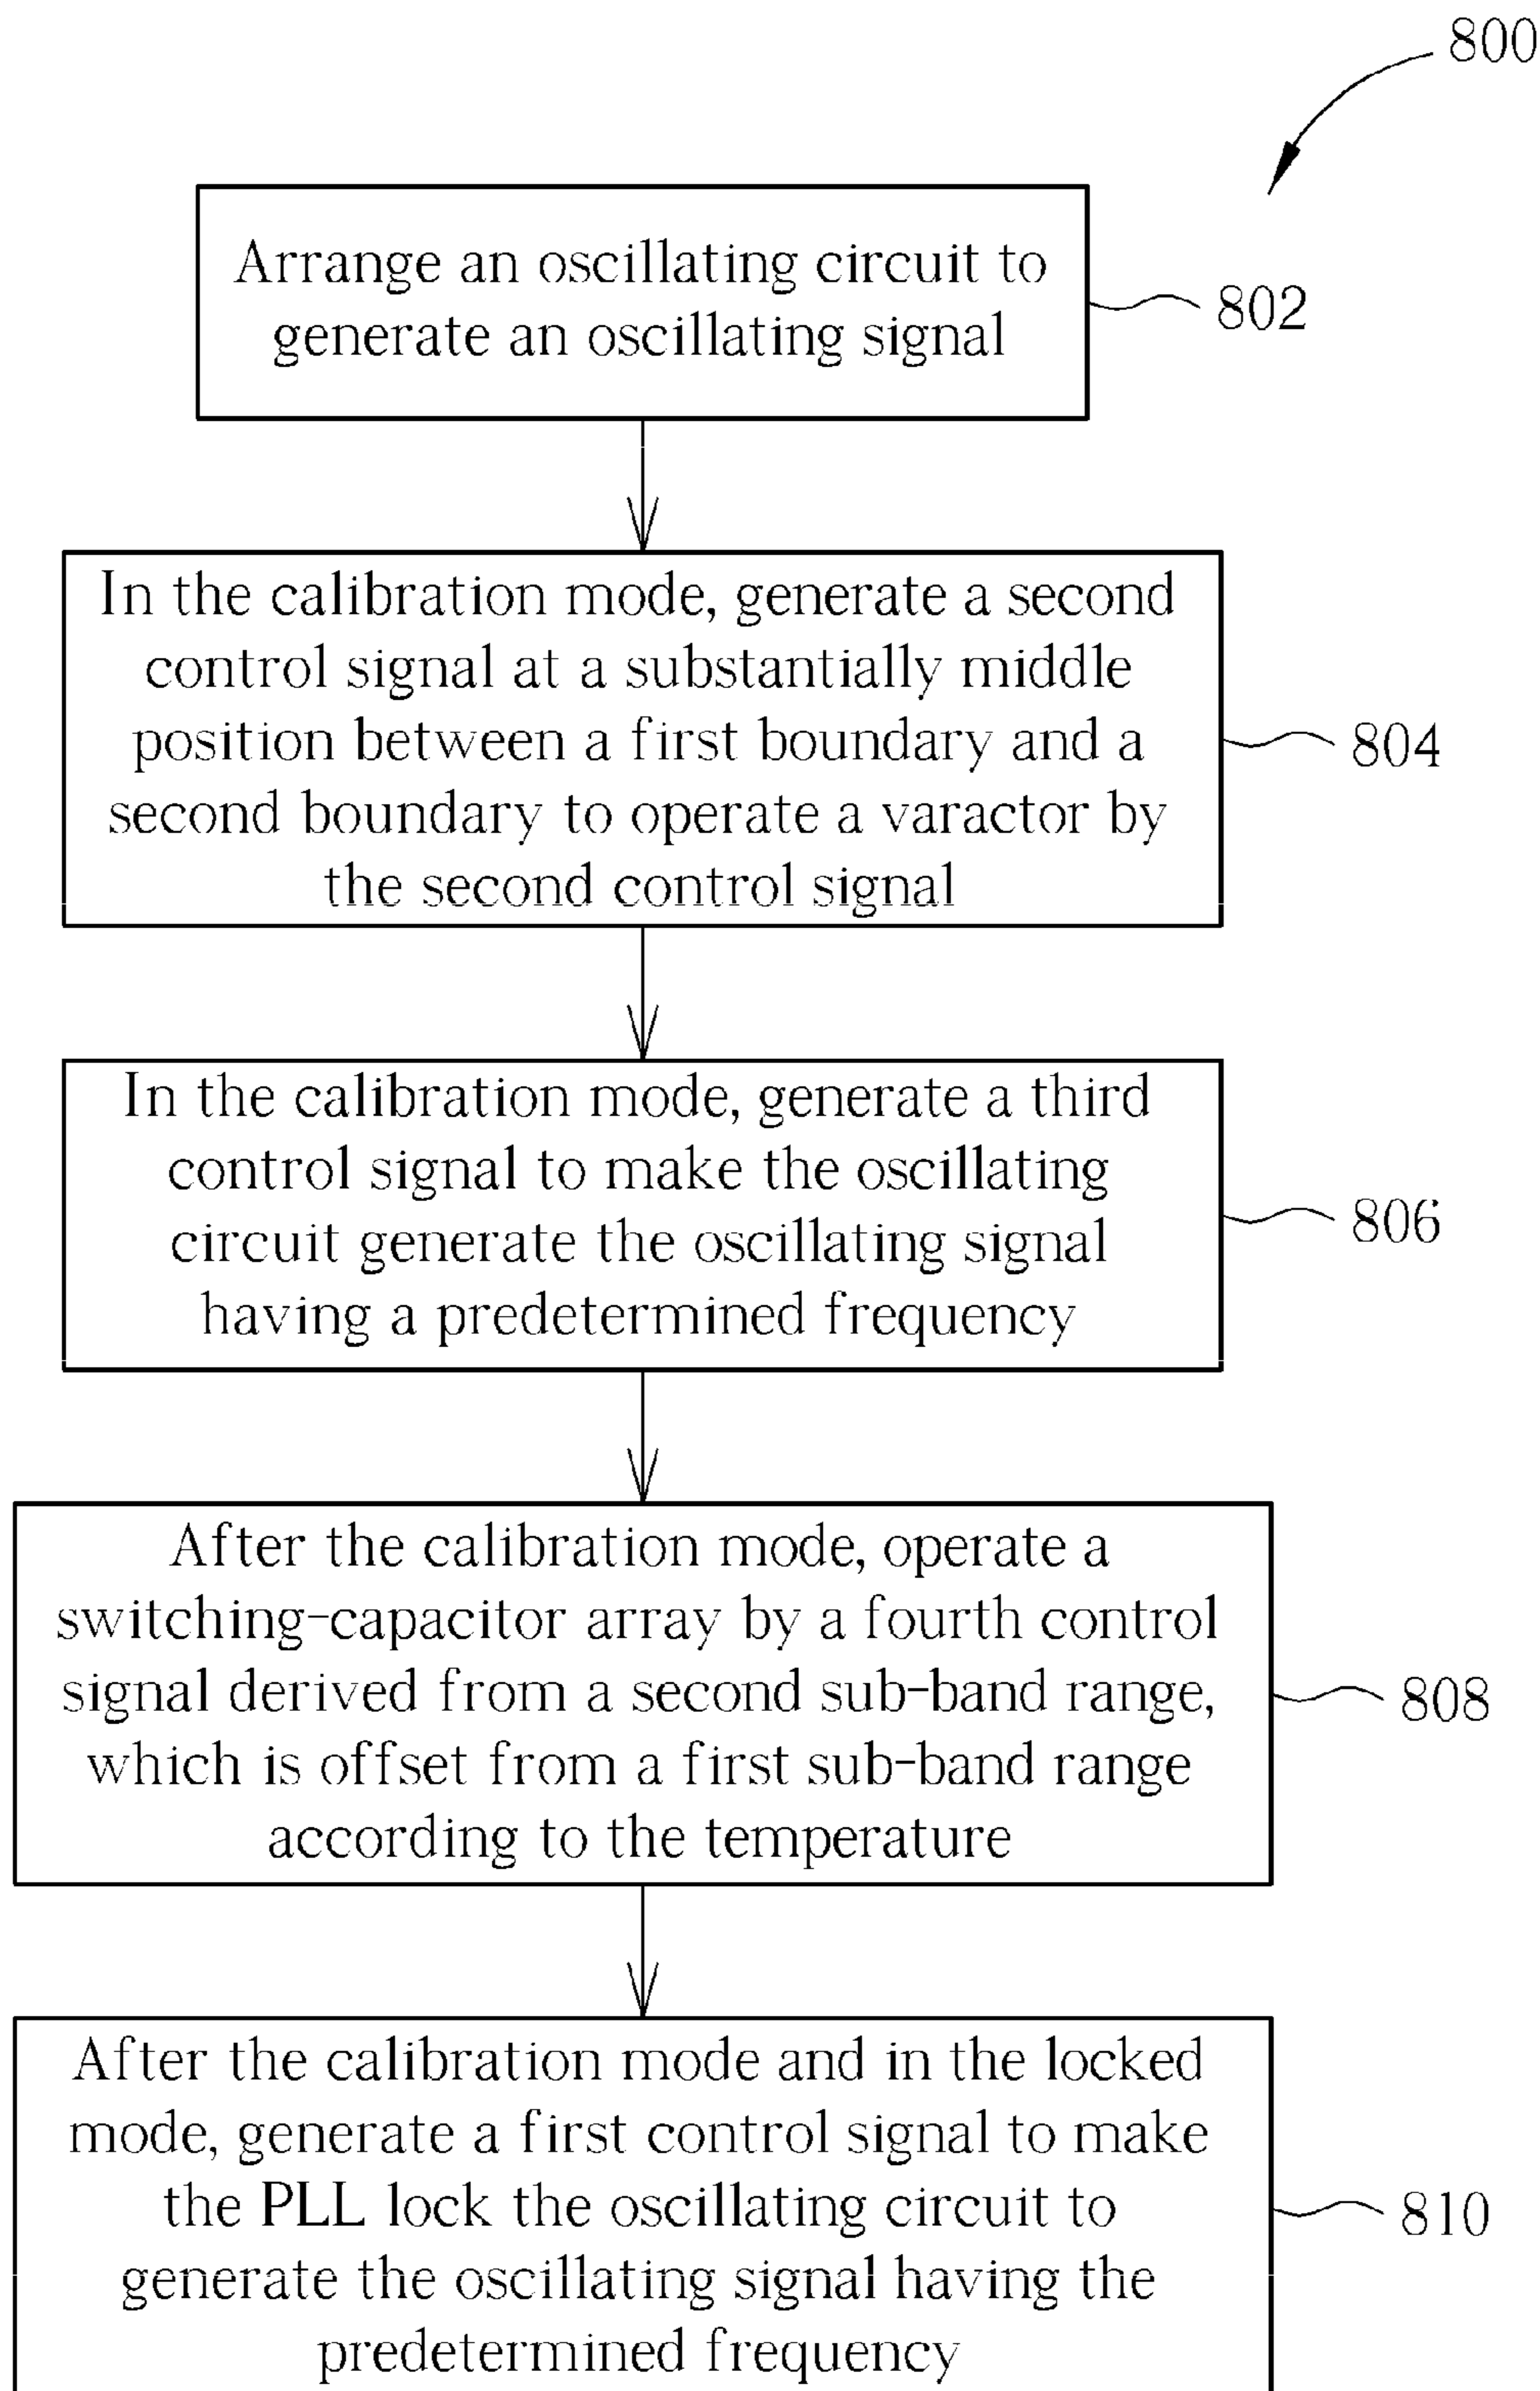 800
Arrange an oscillating circuit to
generate an oscillating signal
802
In the calibration mode, generate a second
control signal at a substantially middle
position between a first boundary and a
second boundary to operate a varactor by
the second control signal
804
In the calibration mode, generate a third
control signal to make the oscillating
circuit generate the oscillating signal
having a predetermined frequency
806
After the calibration mode, operate a
switching-capacitor array by a fourth control
signal derived from a second sub-band range,
which is offset from a first sub-band range
according to the temperature
808
After the calibration mode and in the locked
mode, generate a first control signal to make
the PLL lock the oscillating circuit to
generate the oscillating signal having the
predetermined frequency
810